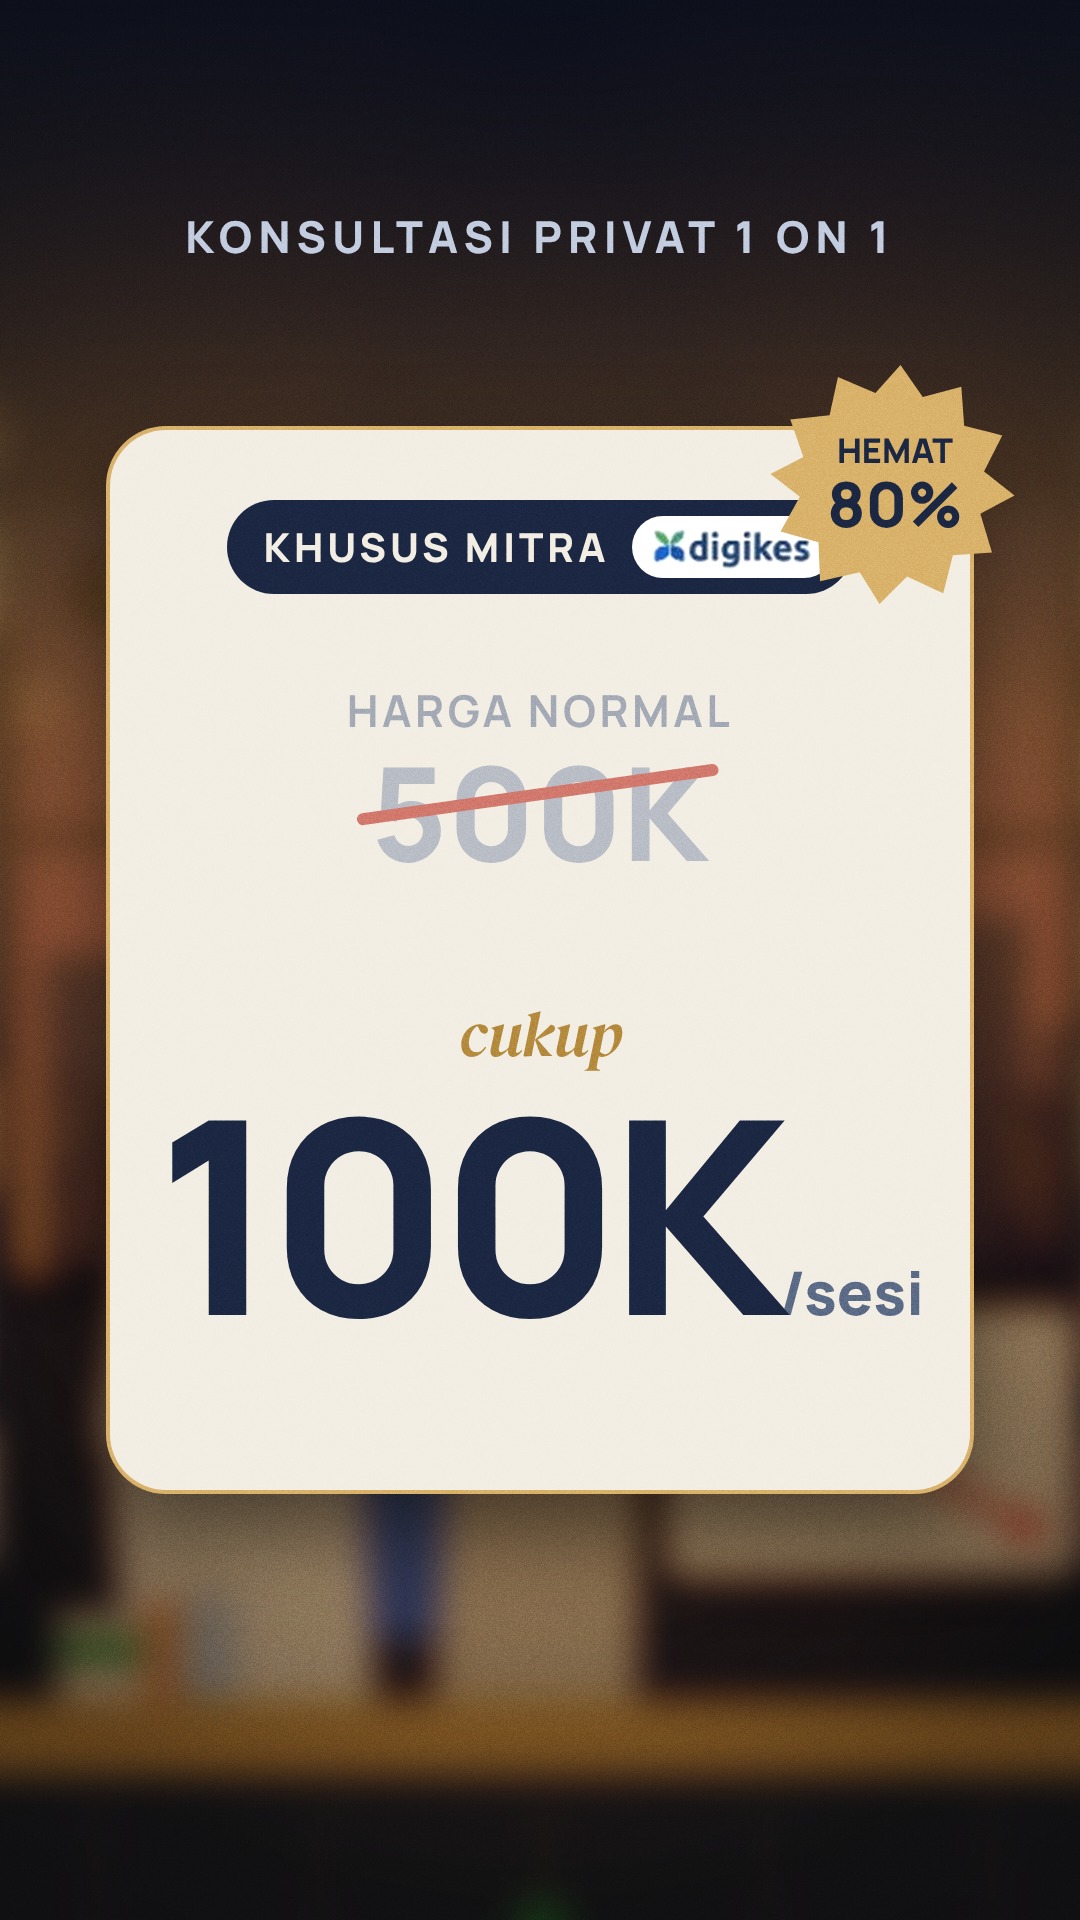 KONSULTASI PRIVAT 1 ON 1
HEMAT
80%
KHUSUS MITRA digikes
HARGA NORMAL
500K
cukup
100K/sesi